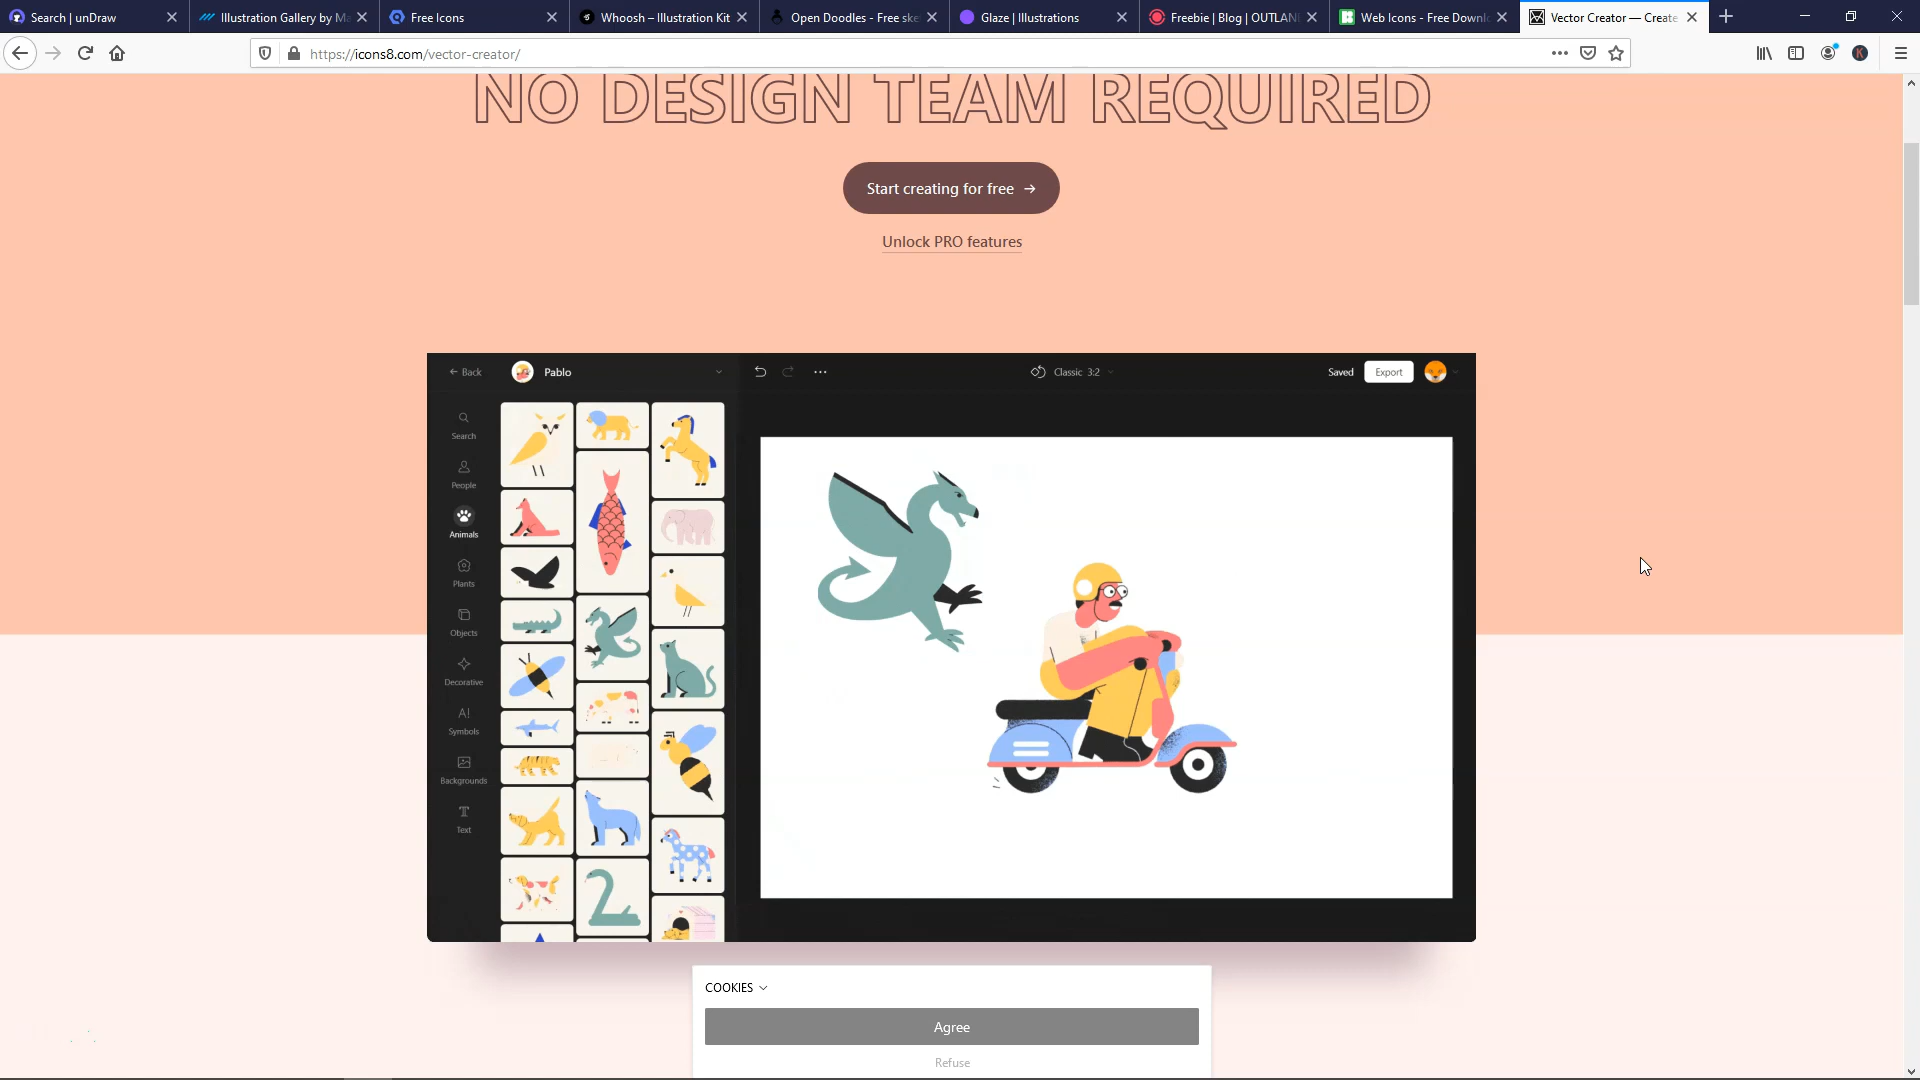 Search | unDraw
Illustration Gallery by Ma
Free Icons
Whoosh – Illustration Kit
Open Doodles - Free ske
Glaze | Illustrations
Freebie | Blog | OUTLAN
Web Icons - Free Downlo
Vector Creator — Create
https://icons8.com/vector-creator/
NO DESIGN TEAM REQUIRED
Start creating for free →
Unlock PRO features
← Back
Pablo
Classic 3:2
Saved
Export
Search
People
Animals
Plants
Objects
Decorative
A!
Symbols
Backgrounds
T
Text
COOKIES
Agree
Refuse